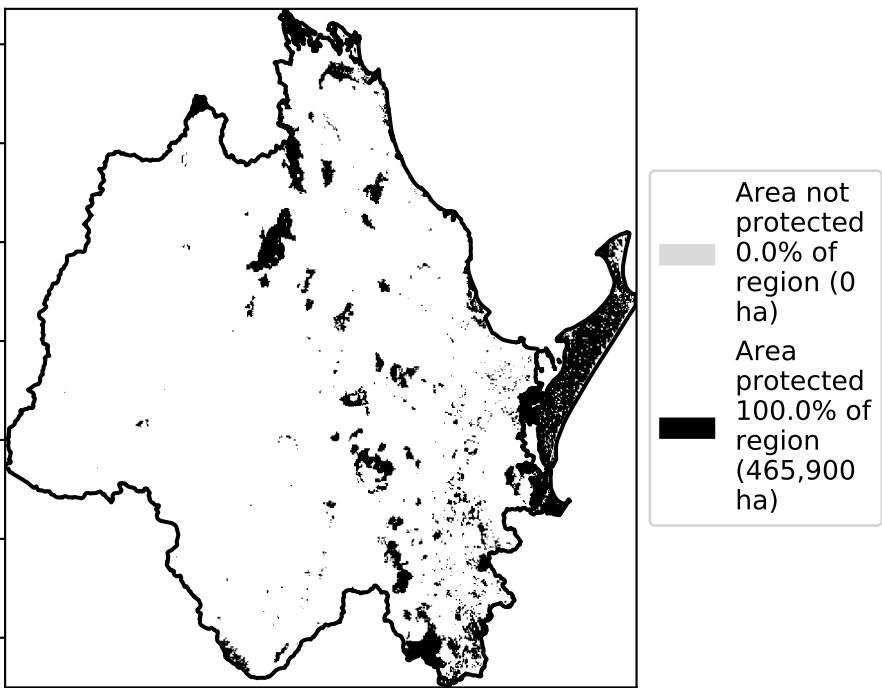 Area not
protected
0.0% of
region (0
ha)
Area
protected
100.0% of
region
(465,900
ha)